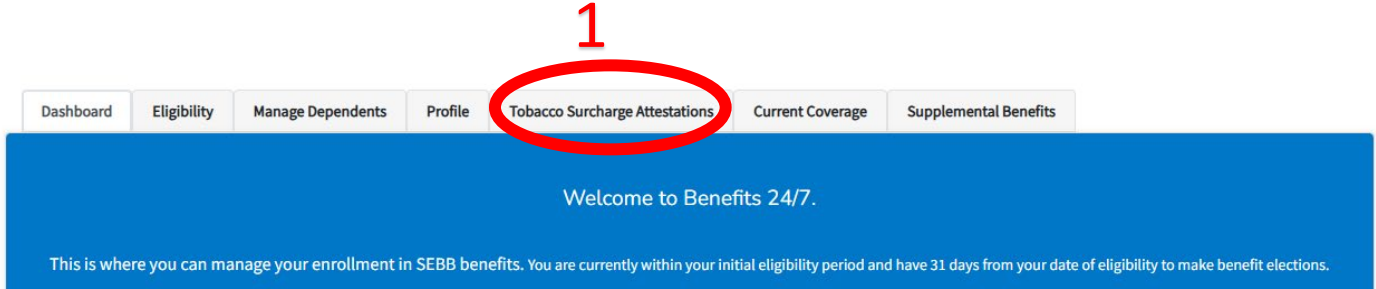 1
Dashboard Eligibility Manage Dependents Profile Tobacco Surcharge Attestations Current Coverage Supplemental Benefits
Welcome to Benefits 24/7.
This is where you can manage your enrollment in SEBB benefits. You are currently within your initial eligibility period and have 31 days from your date of eligibility to make benefit elections.